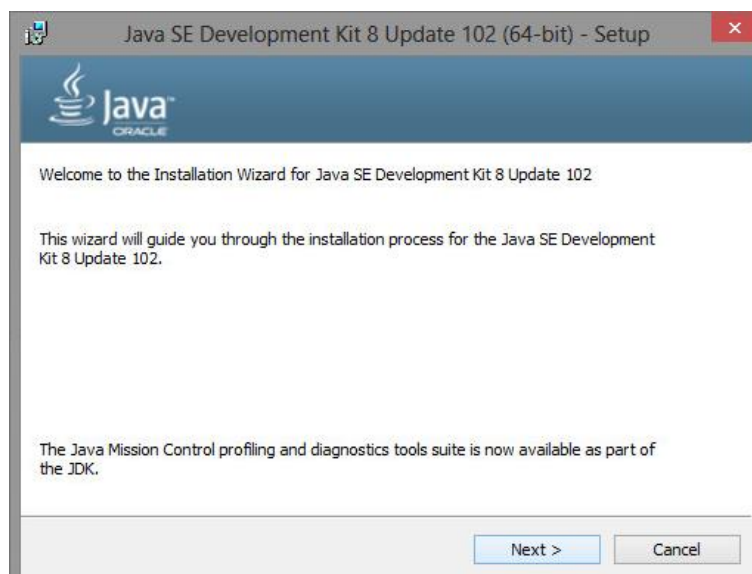 Java SE Development Kit 8 Update 102 (64-bit) - Setup
Java™
ORACLE
Welcome to the Installation Wizard for Java SE Development Kit 8 Update 102
This wizard will guide you through the installation process for the Java SE Development
Kit 8 Update 102.
The Java Mission Control profiling and diagnostics tools suite is now available as part of
the JDK.
Next >
Cancel